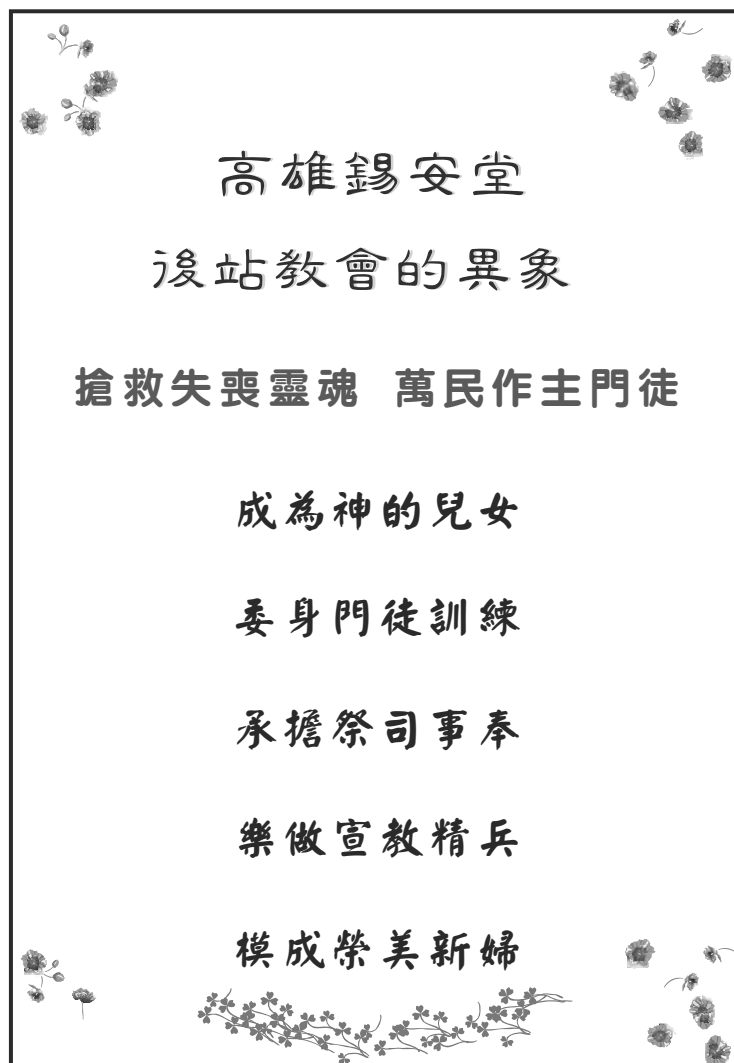 高雄錫安堂
後站教會的異象
搶救失喪靈魂 萬民作主門徒
成為神的兒女
委身門徒訓練
承擔祭司事奉
樂做宣教精兵
模成榮美新婦